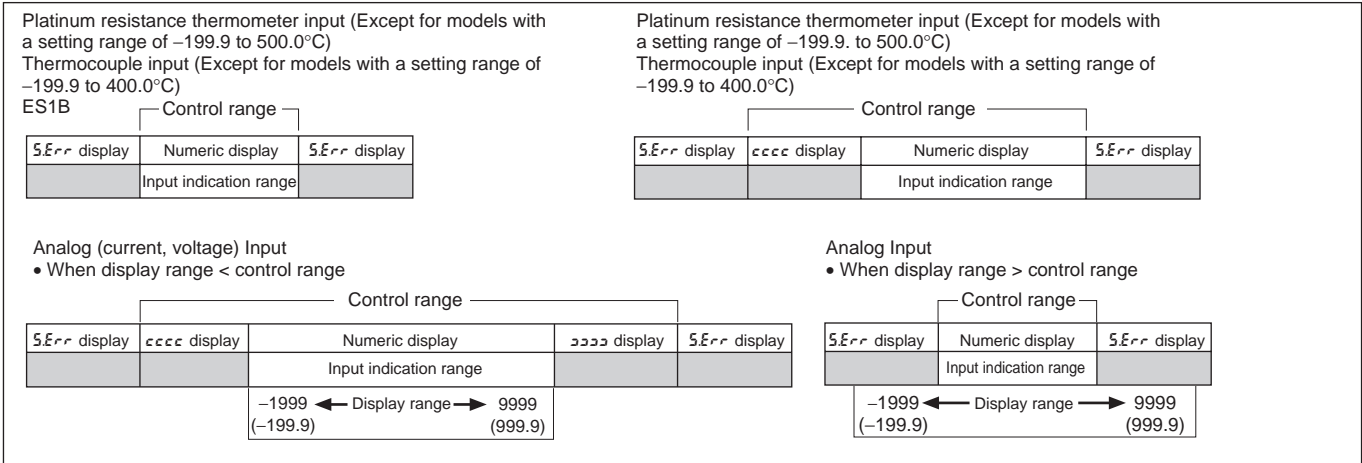 Platinum resistance thermometer input (Except for models with
a setting range of −199.9 to 500.0°C)
Thermocouple input (Except for models with a setting range of
−199.9 to 400.0°C)
ES1B
Control range
S.Err display Numeric display S.Err display
Input indication range
Platinum resistance thermometer input (Except for models with
a setting range of −199.9. to 500.0°C)
Thermocouple input (Except for models with a setting range of
−199.9 to 400.0°C)
Control range
S.Err display cccc display Numeric display S.Err display
Input indication range
Analog (current, voltage) Input
• When display range < control range
Control range
S.Err display cccc display Numeric display ככככ display S.Err display
Input indication range
−1999 Display range 9999
(−199.9) (999.9)
Analog Input
• When display range > control range
Control range
S.Err display Numeric display S.Err display
Input indication range
−1999 Display range 9999
(−199.9) (999.9)